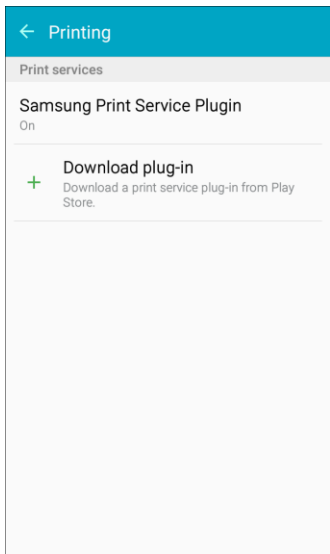 Printing
Print services
Samsung Print Service Plugin
On
Download plug-in
Download a print service plug-in from Play
Store.